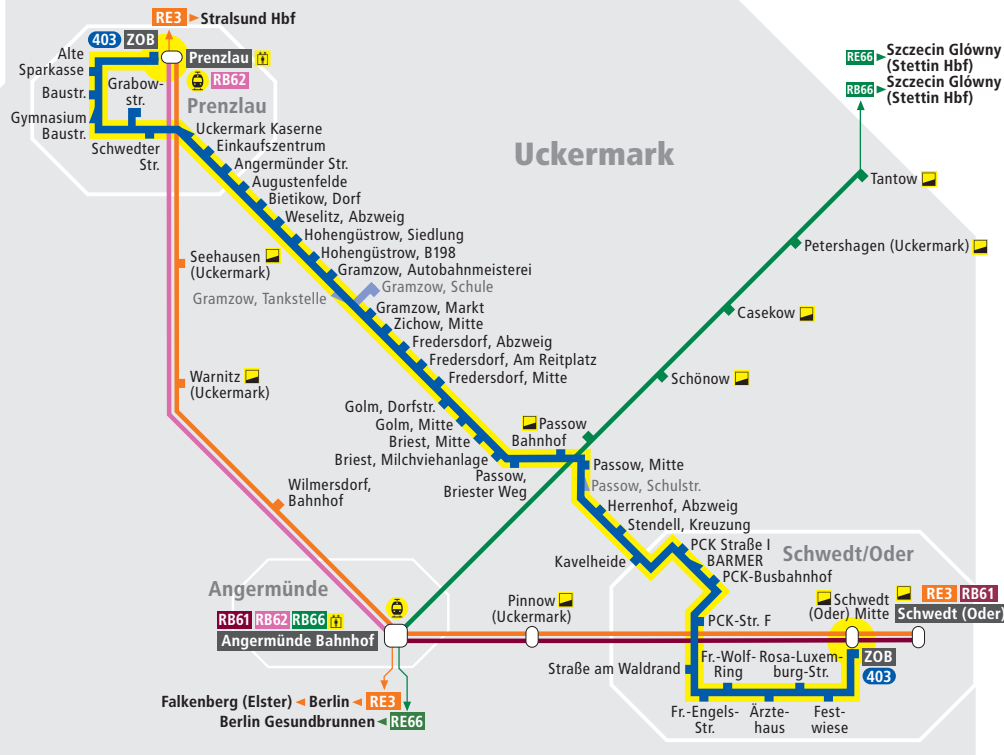 RE3 Stralsund Hbf
403 ZOB
Prenzlau
RB62
Alte
Sparkasse
Baustr.
Grabow-
str.
Prenzlau
Gymnasium
Baustr.
Schwedter
Str.
Uckermark Kaserne
Einkaufszentrum
Angermünder Str.
Augustenfelde
Bietikow, Dorf
Weselitz, Abzweig
Hohengüstrow, Siedlung
Hohengüstrow, B198
Gramzow, Autobahnmeisterei
Gramzow, Schule
Gramzow, Tankstelle
Gramzow, Markt
Zichow, Mitte
Fredersdorf, Abzweig
Fredersdorf, Am Reitplatz
Fredersdorf, Mitte
Golm, Dorfstr.
Golm, Mitte
Briest, Mitte
Briest, Milchviehanlage
Passow,
Briester Weg
Passow
Bahnhof
Passow, Mitte
Passow, Schulstr.
Herrenhof, Abzweig
Stendell, Kreuzung
Kavelheide
PCK Straße I
BARMER
PCK-Busbahnhof
PCK-Str. F
Straße am Waldrand
Fr.-Engels-
Str.
Fr.-Wolf-
Ring
Ärzte-
haus
Rosa-Luxem-
burg-Str.
Fest-
wiese
ZOB
403
Schwedt/Oder
Schwedt
(Oder) Mitte
RE3 RB61
Schwedt (Oder)
Uckermark
RE66 Szczecin Glówny
(Stettin Hbf)
RB66 Szczecin Glówny
(Stettin Hbf)
Tantow
Petershagen (Uckermark)
Casekow
Schönow
Seehausen
(Uckermark)
Warnitz
(Uckermark)
Wilmersdorf,
Bahnhof
Angermünde
RB61 RB62 RB66
Angermünde Bahnhof
Pinnow
(Uckermark)
Falkenberg (Elster) Berlin RE3
Berlin Gesundbrunnen RE66